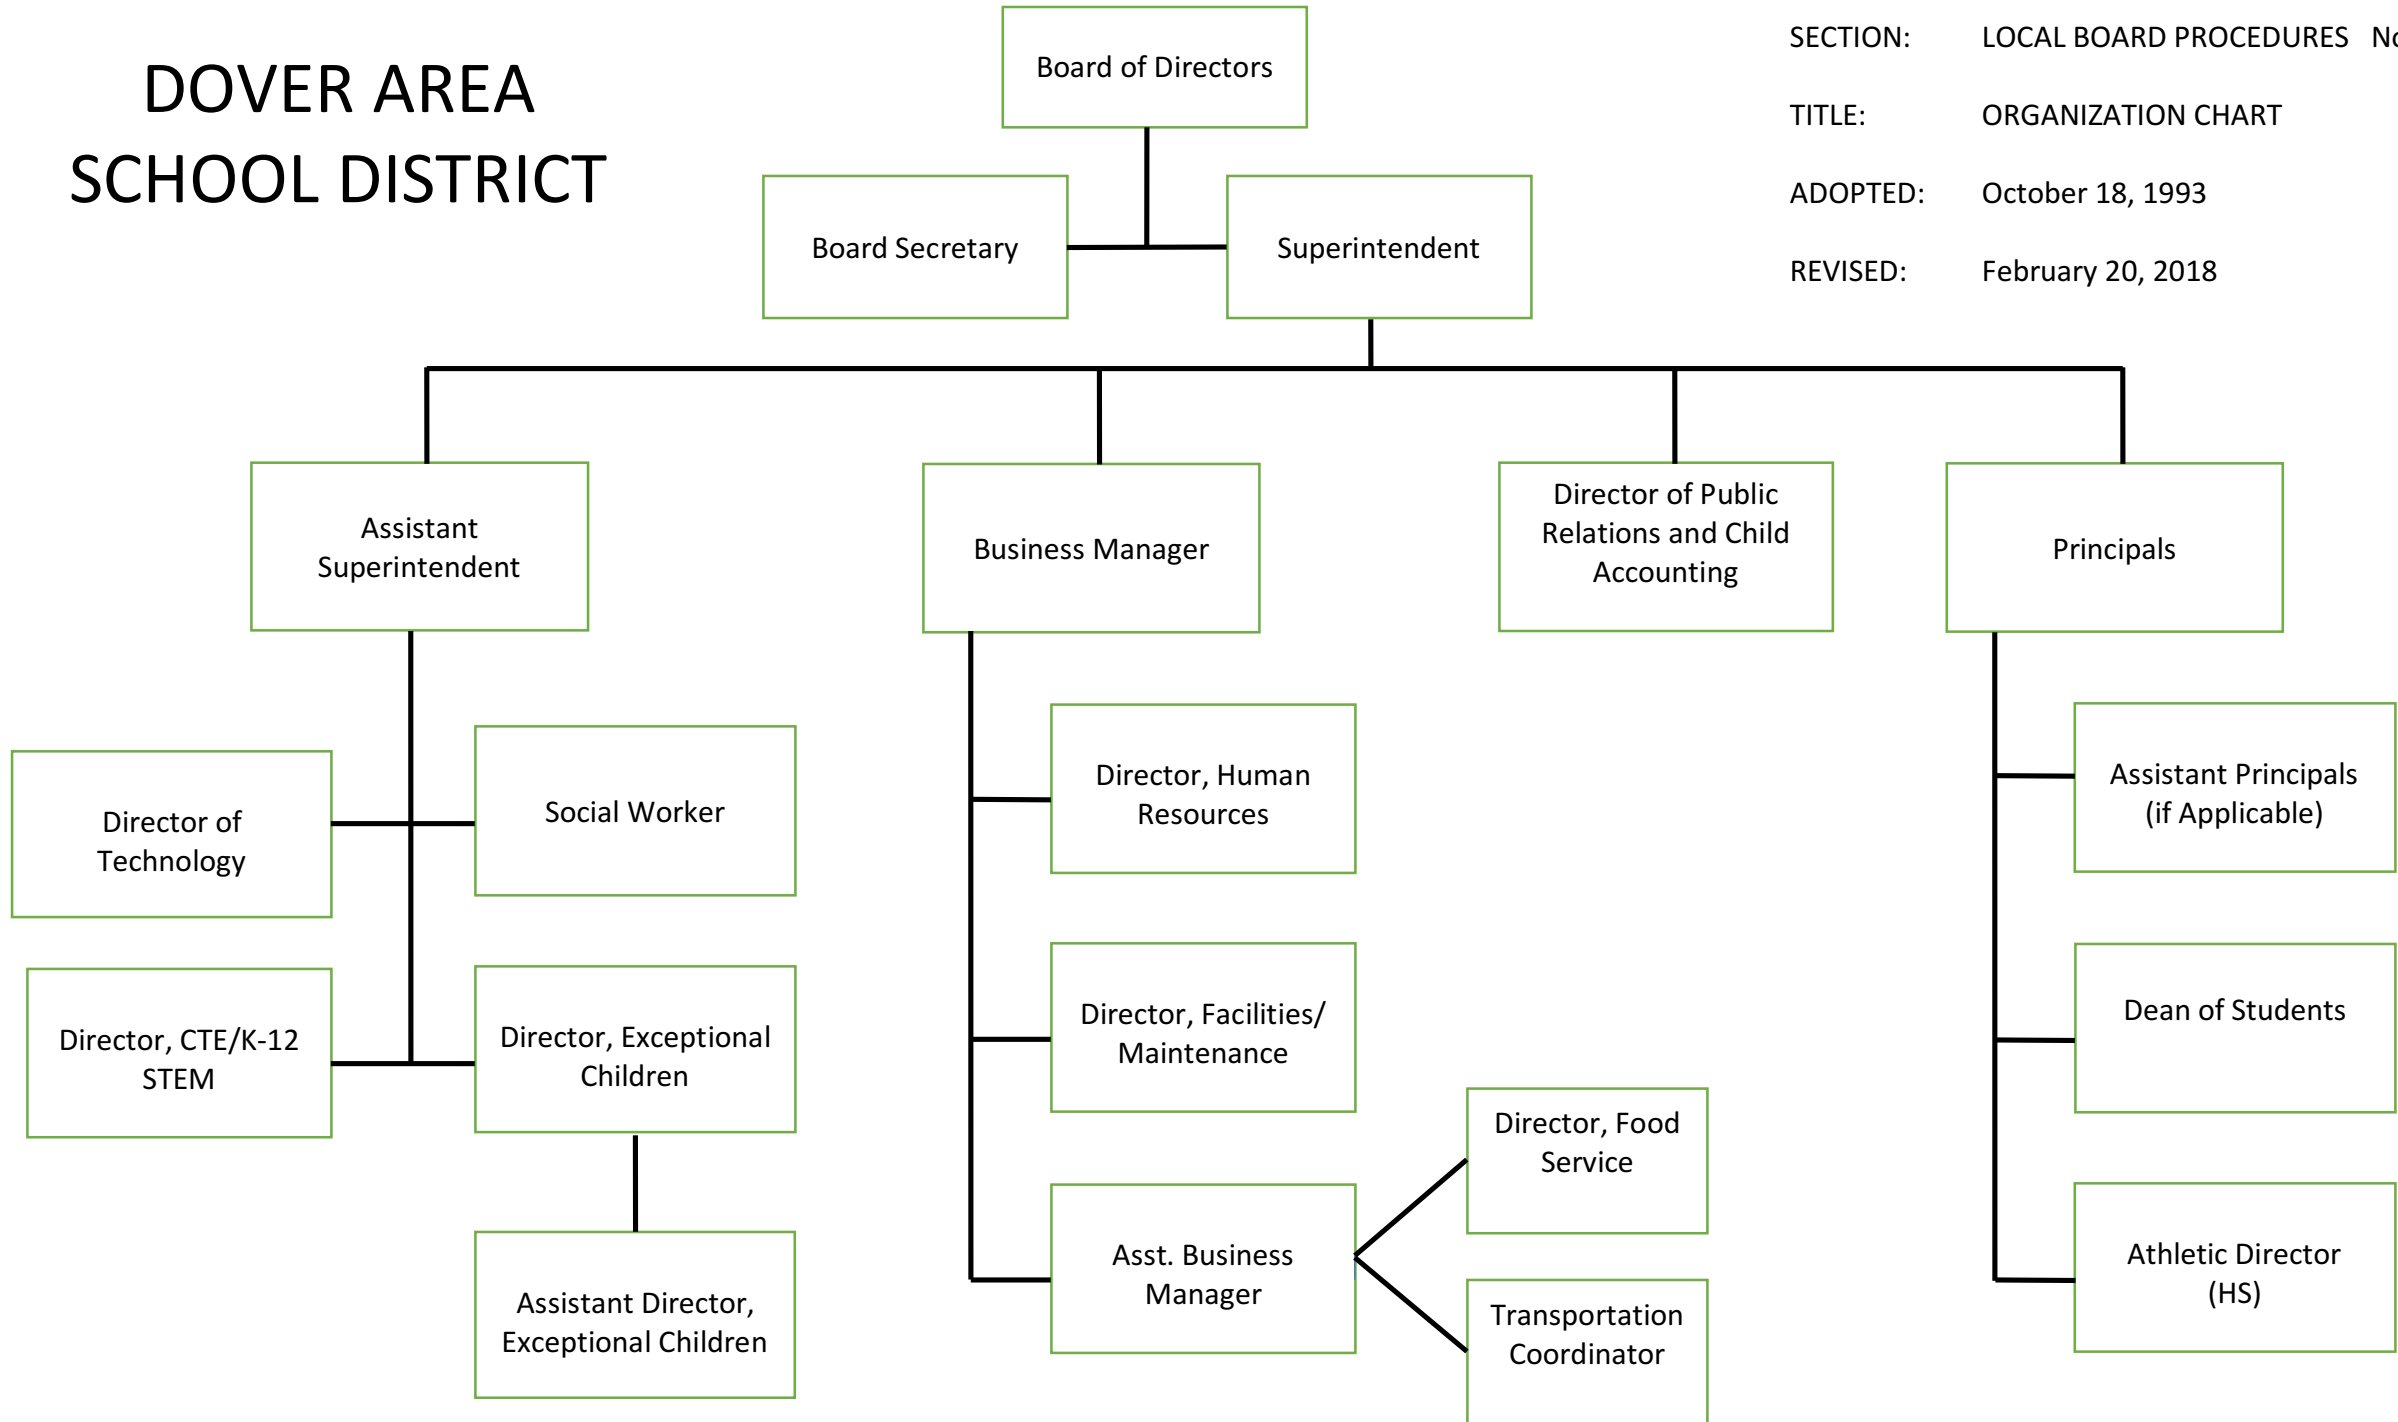 DOVER AREA
SCHOOL DISTRICT
Board of Directors
SECTION: LOCAL BOARD PROCEDURES
TITLE: ORGANIZATION CHART
ADOPTED: October 18, 1993
REVISED: February 20, 2018
Board Secretary
Superintendent
Assistant
Superintendent
Business Manager
Director of Public
Relations and Child
Accounting
Principals
Director of
Technology
Social Worker
Director, CTE/K-12
STEM
Director, Exceptional
Children
Assistant Director,
Exceptional Children
Director, Human
Resources
Director, Facilities/
Maintenance
Asst. Business
Manager
Director, Food
Service
Transportation
Coordinator
Assistant Principals
(if Applicable)
Dean of Students
Athletic Director
(HS)